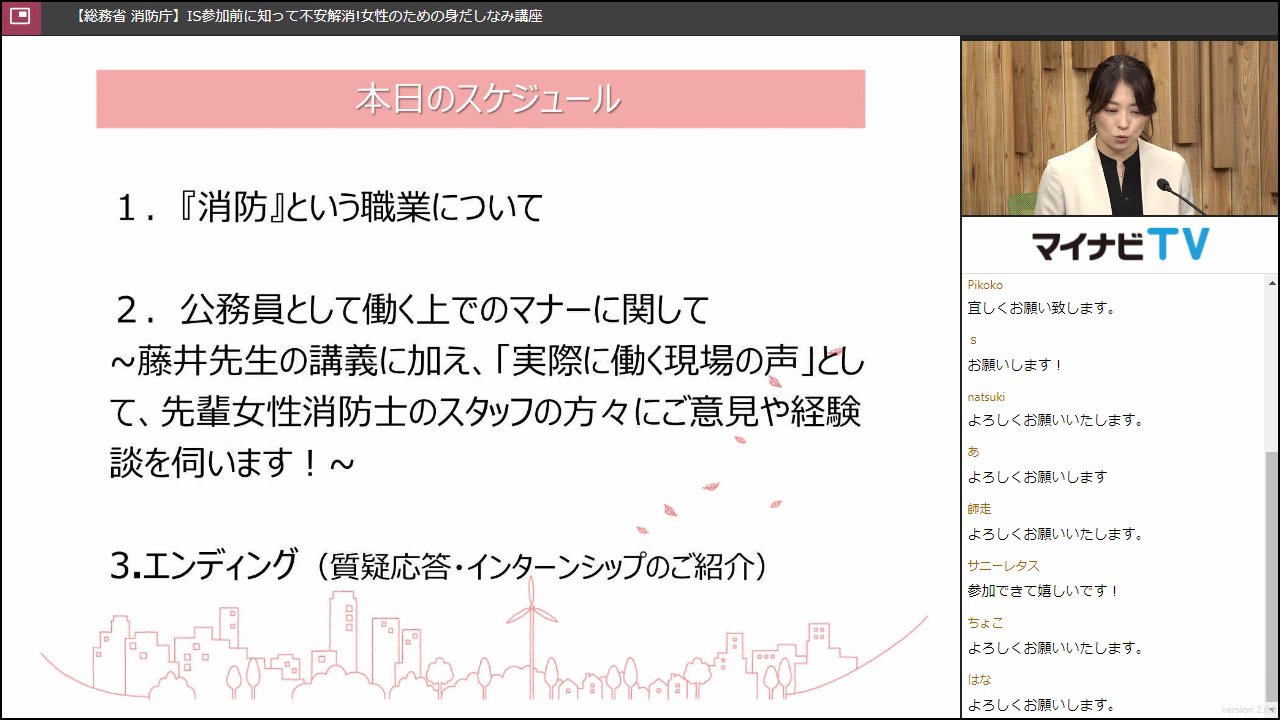 【総務省 消防庁】IS参加前に知って不安解消!女性のための身だしなみ講座
本日のスケジュール
１．『消防』という職業について
２．公務員として働く上でのマナーに関して
~藤井先生の講義に加え、「実際に働く現場の声」とし
て、先輩女性消防士のスタッフの方々にご意見や経験
談を伺います！~
3.エンディング（質疑応答・インターンシップのご紹介）
マイナビTV
Pikoko
宜しくお願い致します。
s
お願いします！
natsuki
よろしくお願いいたします。
あ
よろしくお願いします
師走
よろしくお願いいたします。
サニーレタス
参加できて嬉しいです！
ちょこ
よろしくお願いいたします。
はな
よろしくお願いします。
version 2.